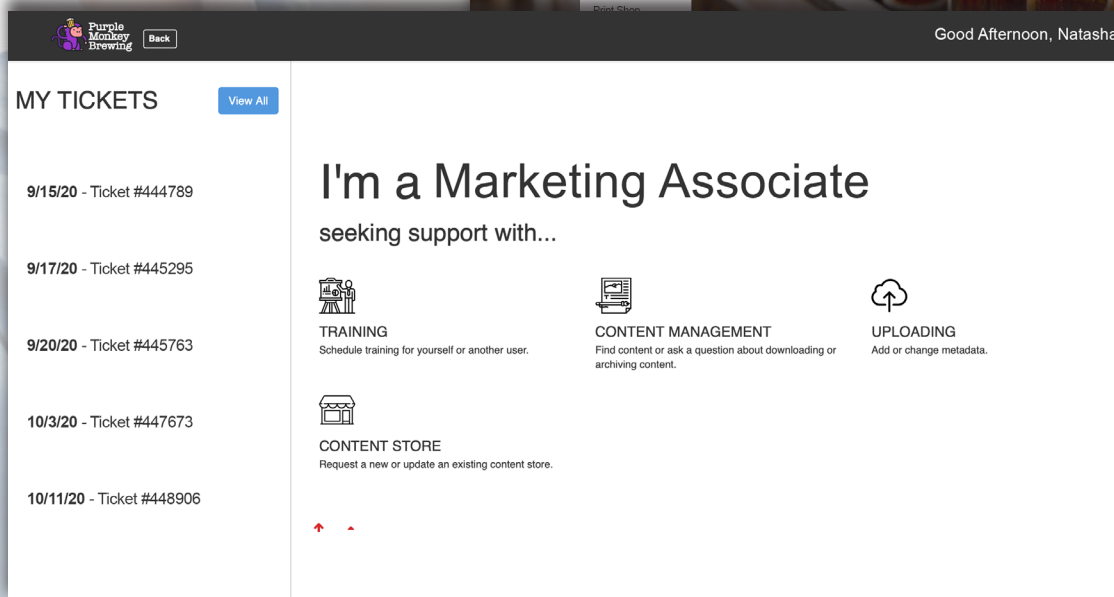 Print Shop
Purple
Monkey
Brewing
Back
Good Afternoon, Natasha
MY TICKETS
View All
9/15/20 - Ticket #444789
9/17/20 - Ticket #445295
9/20/20 - Ticket #445763
10/3/20 - Ticket #447673
10/11/20 - Ticket #448906
I'm a Marketing Associate
seeking support with...
TRAINING
Schedule training for yourself or another user.
CONTENT MANAGEMENT
Find content or ask a question about downloading or
archiving content.
UPLOADING
Add or change metadata.
CONTENT STORE
Request a new or update an existing content store.